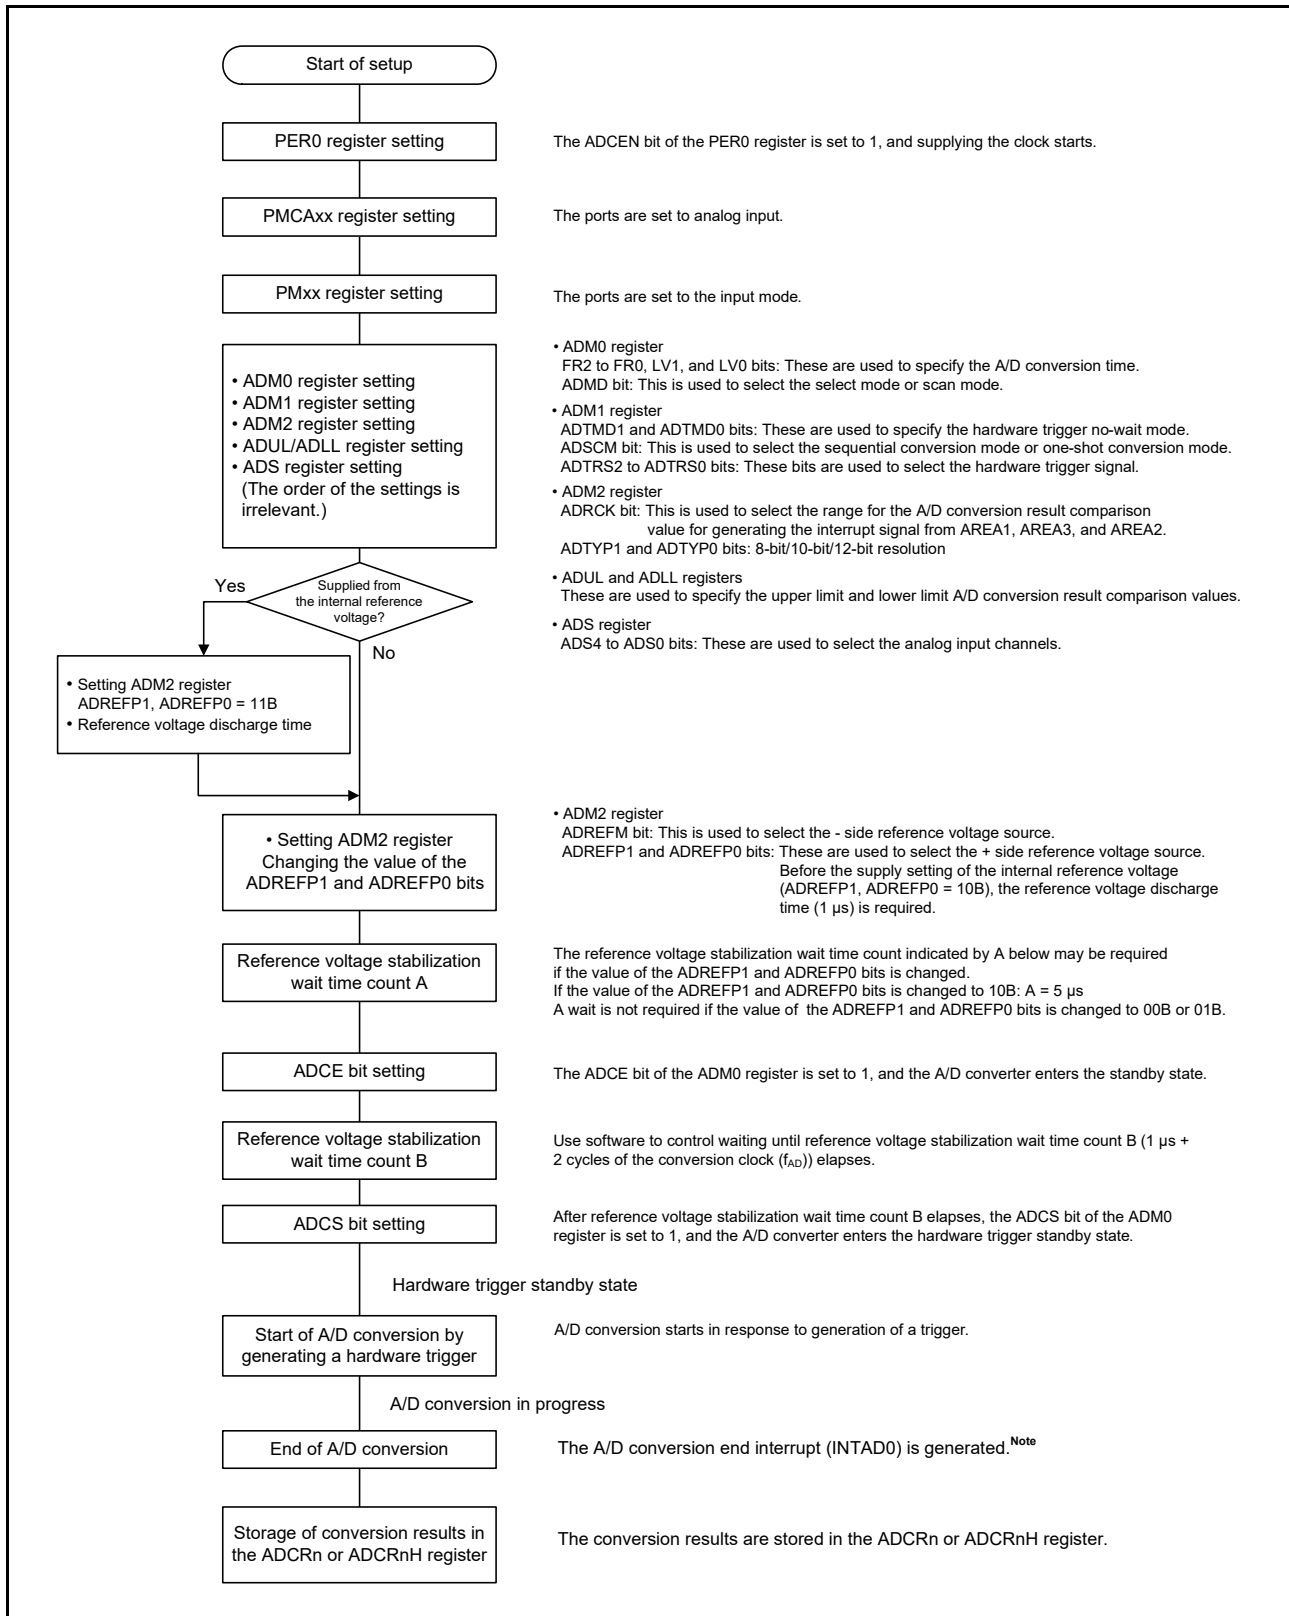 Start of setup
PER0 register setting
The ADCEN bit of the PER0 register is set to 1, and supplying the clock starts.
PMCAxx register setting
The ports are set to analog input.
PMxx register setting
The ports are set to the input mode.
• ADM0 register setting
• ADM1 register setting
• ADM2 register setting
• ADUL/ADLL register setting
• ADS register setting
(The order of the settings is
irrelevant.)
• ADM0 register
FR2 to FR0, LV1, and LV0 bits: These are used to specify the A/D conversion time.
ADMD bit: This is used to select the select mode or scan mode.
• ADM1 register
ADTMD1 and ADTMD0 bits: These are used to specify the hardware trigger no-wait mode.
ADSCM bit: This is used to select the sequential conversion mode or one-shot conversion mode.
ADTRS2 to ADTRS0 bits: These bits are used to select the hardware trigger signal.
• ADM2 register
ADRCK bit: This is used to select the range for the A/D conversion result comparison
value for generating the interrupt signal from AREA1, AREA3, and AREA2.
ADTYP1 and ADTYP0 bits: 8-bit/10-bit/12-bit resolution
• ADUL and ADLL registers
These are used to specify the upper limit and lower limit A/D conversion result comparison values.
• ADS register
ADS4 to ADS0 bits: These are used to select the analog input channels.
Supplied from
the internal reference
voltage?
Yes
No
• Setting ADM2 register
ADREFP1, ADREFP0 = 11B
• Reference voltage discharge time
• Setting ADM2 register
Changing the value of the
ADREFP1 and ADREFP0 bits
• ADM2 register
ADREFM bit: This is used to select the - side reference voltage source.
ADREFP1 and ADREFP0 bits: These are used to select the + side reference voltage source.
Before the supply setting of the internal reference voltage
(ADREFP1, ADREFP0 = 10B), the reference voltage discharge
time (1 µs) is required.
Reference voltage stabilization
wait time count A
The reference voltage stabilization wait time count indicated by A below may be required
if the value of the ADREFP1 and ADREFP0 bits is changed.
If the value of the ADREFP1 and ADREFP0 bits is changed to 10B: A = 5 µs
A wait is not required if the value of the ADREFP1 and ADREFP0 bits is changed to 00B or 01B.
ADCE bit setting
The ADCE bit of the ADM0 register is set to 1, and the A/D converter enters the standby state.
Reference voltage stabilization
wait time count B
Use software to control waiting until reference voltage stabilization wait time count B (1 µs +
2 cycles of the conversion clock (fAD)) elapses.
ADCS bit setting
After reference voltage stabilization wait time count B elapses, the ADCS bit of the ADM0
register is set to 1, and the A/D converter enters the hardware trigger standby state.
Hardware trigger standby state
Start of A/D conversion by
generating a hardware trigger
A/D conversion starts in response to generation of a trigger.
A/D conversion in progress
End of A/D conversion
The A/D conversion end interrupt (INTAD0) is generated.Note
Storage of conversion results in
the ADCRn or ADCRnH register
The conversion results are stored in the ADCRn or ADCRnH register.